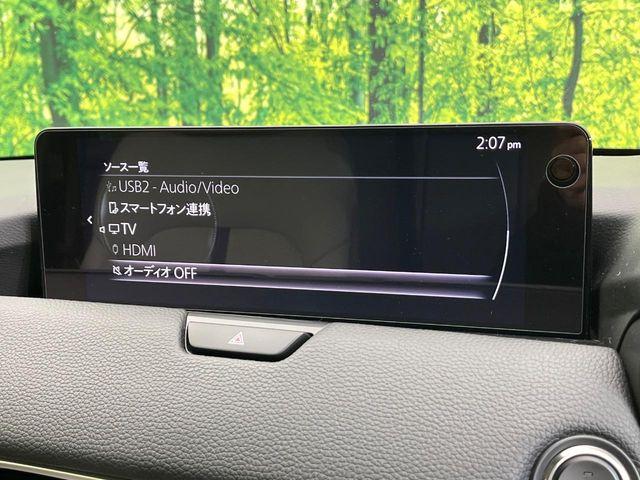 2:07 pm
ソース一覧
USB2 - Audio/Video
スマートフォン連携
TV
HDMI
オーディオ OFF